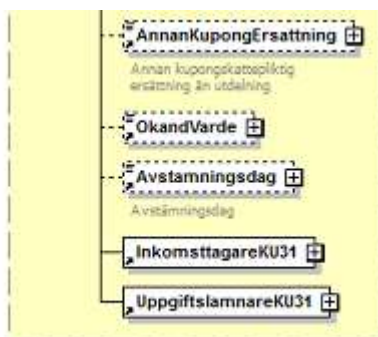 AnnanKupongErsattning
Annan kupongskattepliktig
ersättning än utdelning
OkandVarde
Avstamningsdag
Avstämningsdag
InkomsttagareKU31
UppgiftslamnareKU31